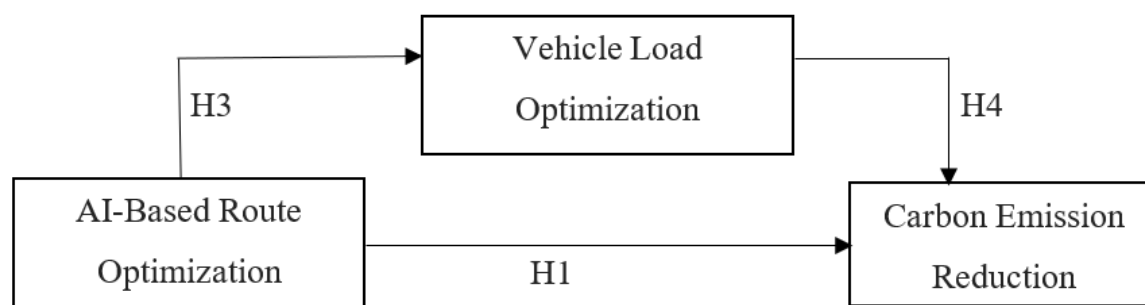 Vehicle Load
Optimization
H3
H4
AI-Based Route
Optimization
H1
Carbon Emission
Reduction